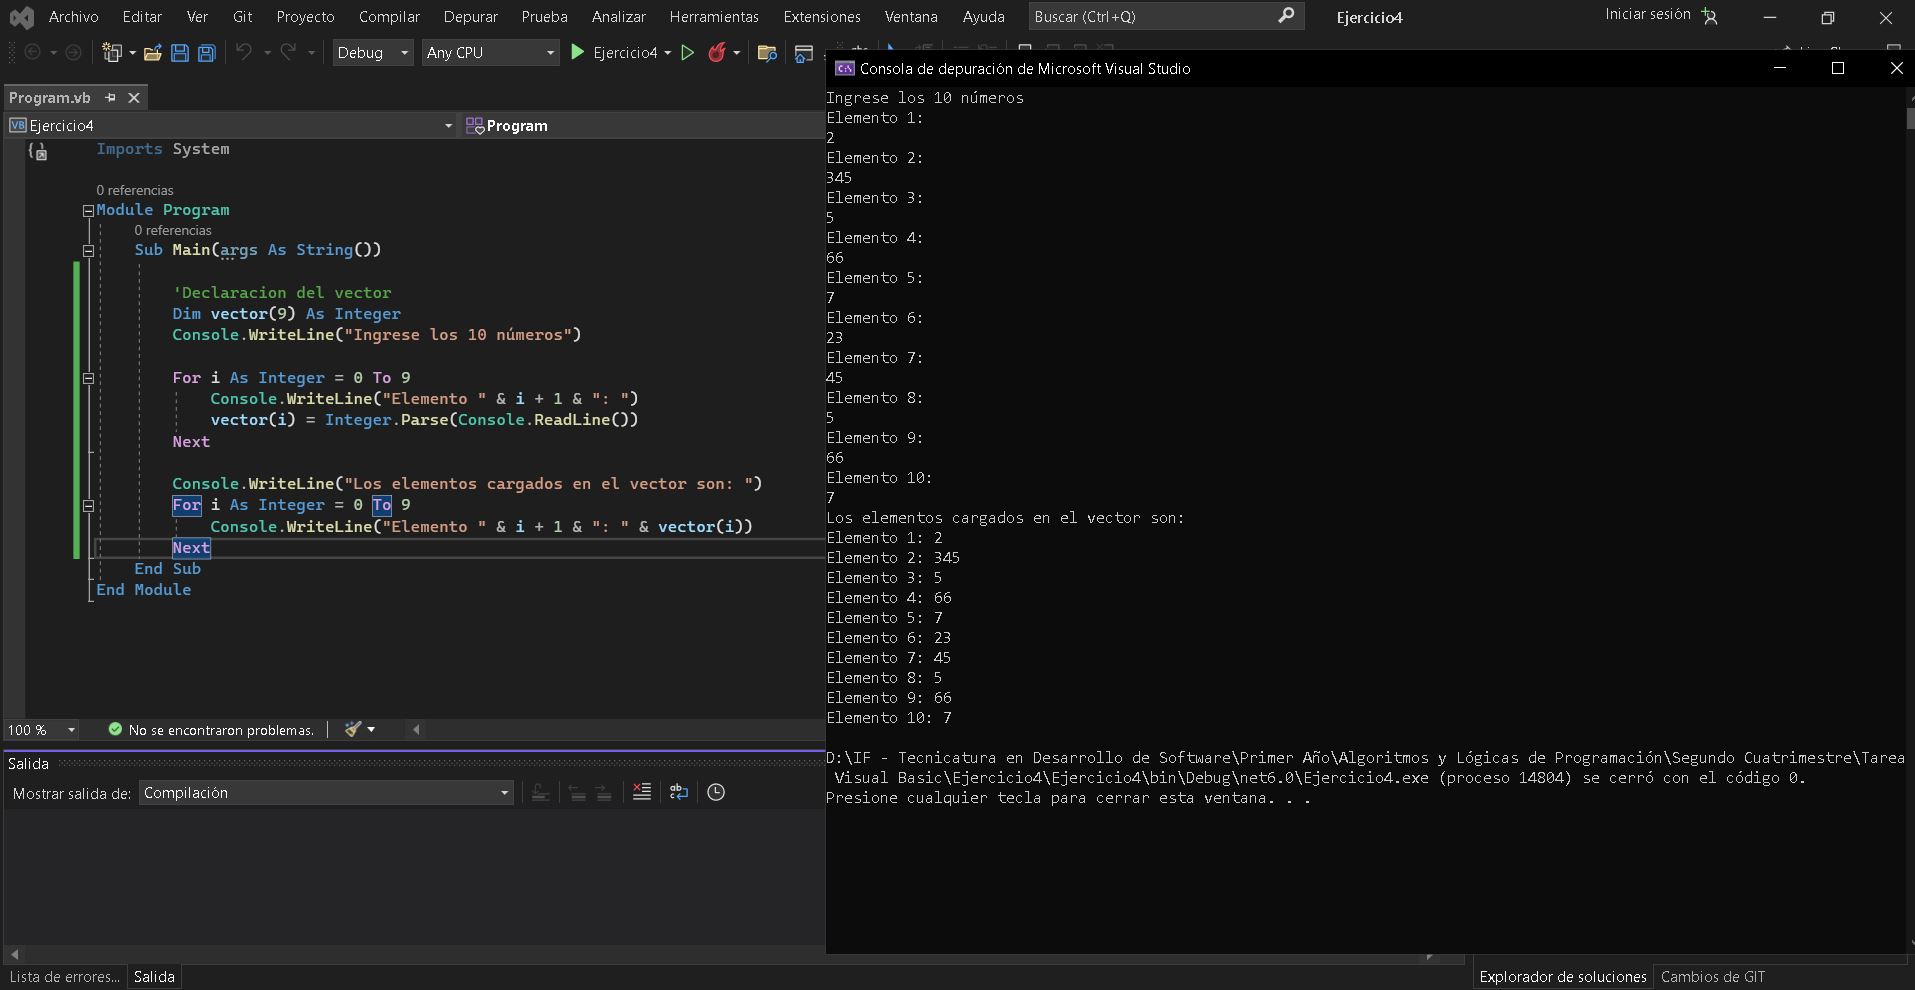 Archivo Editar Ver Git Proyecto Compilar Depurar Prueba Analizar Herramientas Extensiones Ventana Ayuda Buscar (Ctrl+Q) Ejercicio4 Iniciar sesión
Debug Any CPU Ejercicio4
Program.vb
VB Ejercicio4 Program
Imports System
0 referencias
Module Program
0 referencias
Sub Main(args As String())
'Declaracion del vector
Dim vector(9) As Integer
Console.WriteLine("Ingrese los 10 números")
For i As Integer = 0 To 9
Console.WriteLine("Elemento " & i + 1 & ": ")
vector(i) = Integer.Parse(Console.ReadLine())
Next
Console.WriteLine("Los elementos cargados en el vector son: ")
For i As Integer = 0 To 9
Console.WriteLine("Elemento " & i + 1 & ": " & vector(i))
Next
End Sub
End Module
100 % No se encontraron problemas.
Salida
Mostrar salida de: Compilación
Lista de errores... Salida
C:\ Consola de depuración de Microsoft Visual Studio
Ingrese los 10 números
Elemento 1:
2
Elemento 2:
345
Elemento 3:
5
Elemento 4:
66
Elemento 5:
7
Elemento 6:
23
Elemento 7:
45
Elemento 8:
5
Elemento 9:
66
Elemento 10:
7
Los elementos cargados en el vector son:
Elemento 1: 2
Elemento 2: 345
Elemento 3: 5
Elemento 4: 66
Elemento 5: 7
Elemento 6: 23
Elemento 7: 45
Elemento 8: 5
Elemento 9: 66
Elemento 10: 7
D:\IF - Tecnicatura en Desarrollo de Software\Primer Año\Algoritmos y Lógicas de Programación\Segundo Cuatrimestre\Tarea
Visual Basic\Ejercicio4\Ejercicio4\bin\Debug\net6.0\Ejercicio4.exe (proceso 14804) se cerró con el código 0.
Presione cualquier tecla para cerrar esta ventana. . .
Explorador de soluciones Cambios de GIT